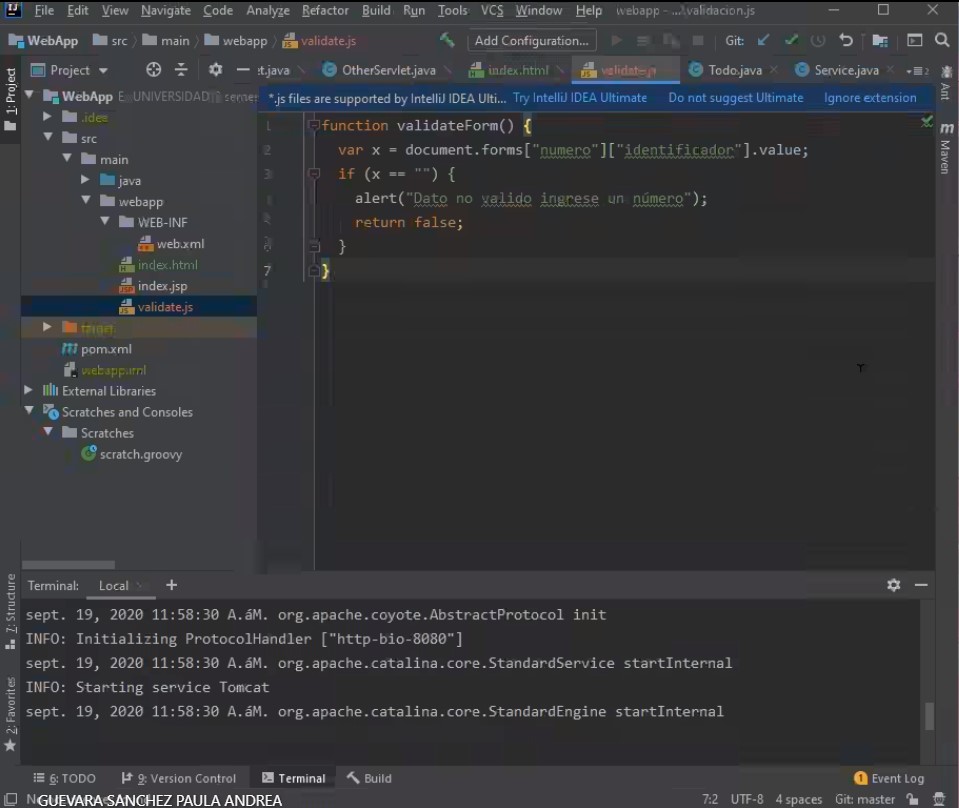 File Edit View Navigate Code Analyze Refactor Build Run Tools VCS Window Help webapp - ...\validacion.js
WebApp src main webapp validate.js Add Configuration... Git:
Project et.java OtherServlet.java index.html validate.js Todo.java Service.java
1: Project
Ant
Maven
WebApp E:\UNIVERSIDAD\
.idea
src
main
java
webapp
WEB-INF
web.xml
index.html
index.jsp
validate.js
target
pom.xml
webapp.iml
External Libraries
Scratches and Consoles
Scratches
scratch.groovy
*.js files are supported by IntelliJ IDEA Ulti... Try IntelliJ IDEA Ultimate Do not suggest Ultimate Ignore extension
1 function validateForm() {
2 var x = document.forms["numero"]["identificador"].value;
3 if (x == "") {
alert("Dato no valido ingrese un número");
return false;
}
7 }
7: Structure
2: Favorites
Terminal: Local +
sept. 19, 2020 11:58:30 A.áM. org.apache.coyote.AbstractProtocol init
INFO: Initializing ProtocolHandler ["http-bio-8080"]
sept. 19, 2020 11:58:30 A.áM. org.apache.catalina.core.StandardService startInternal
INFO: Starting service Tomcat
sept. 19, 2020 11:58:30 A.áM. org.apache.catalina.core.StandardEngine startInternal
6: TODO 9: Version Control Terminal Build 1 Event Log
GUEVARA SANCHEZ PAULA ANDREA
7:2 UTF-8 4 spaces Git: master